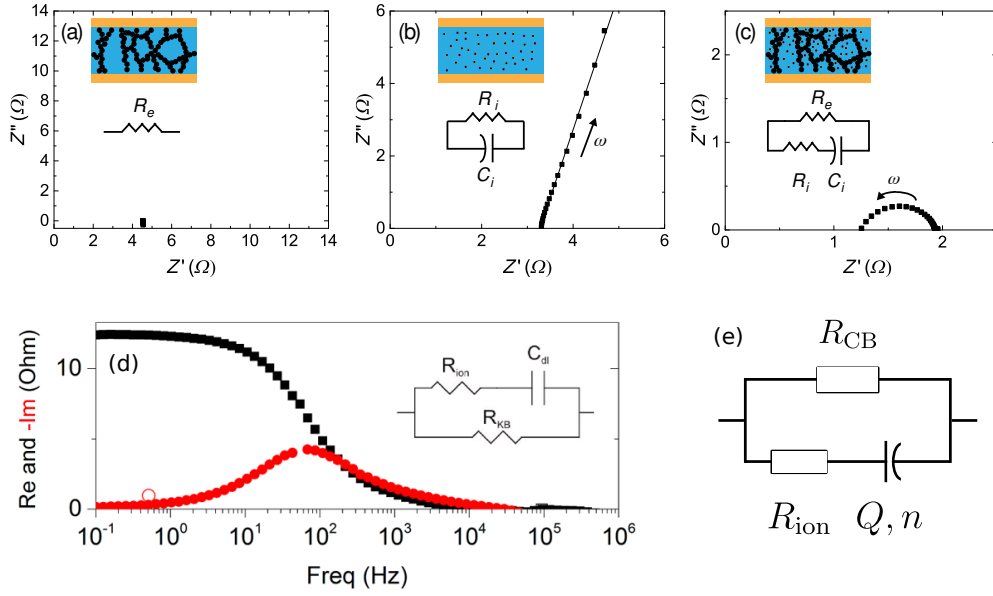 (a)
Z'' (Ω)
14
12
10
8
6
4
2
0
R_e
0 2 4 6 8 10 12 14
Z' (Ω)
(b)
Z'' (Ω)
6
4
2
0
R_i
C_i
ω
0 2 4 6
Z' (Ω)
(c)
Z'' (Ω)
2
1
0
R_e
R_i C_i
ω
0 1 2
Z' (Ω)
(d)
Re and -Im (Ohm)
10
0
R_ion
C_dl
R_KB
10^-1 10^0 10^1 10^2 10^3 10^4 10^5 10^6
Freq (Hz)
(e)
R_CB
R_ion Q, n